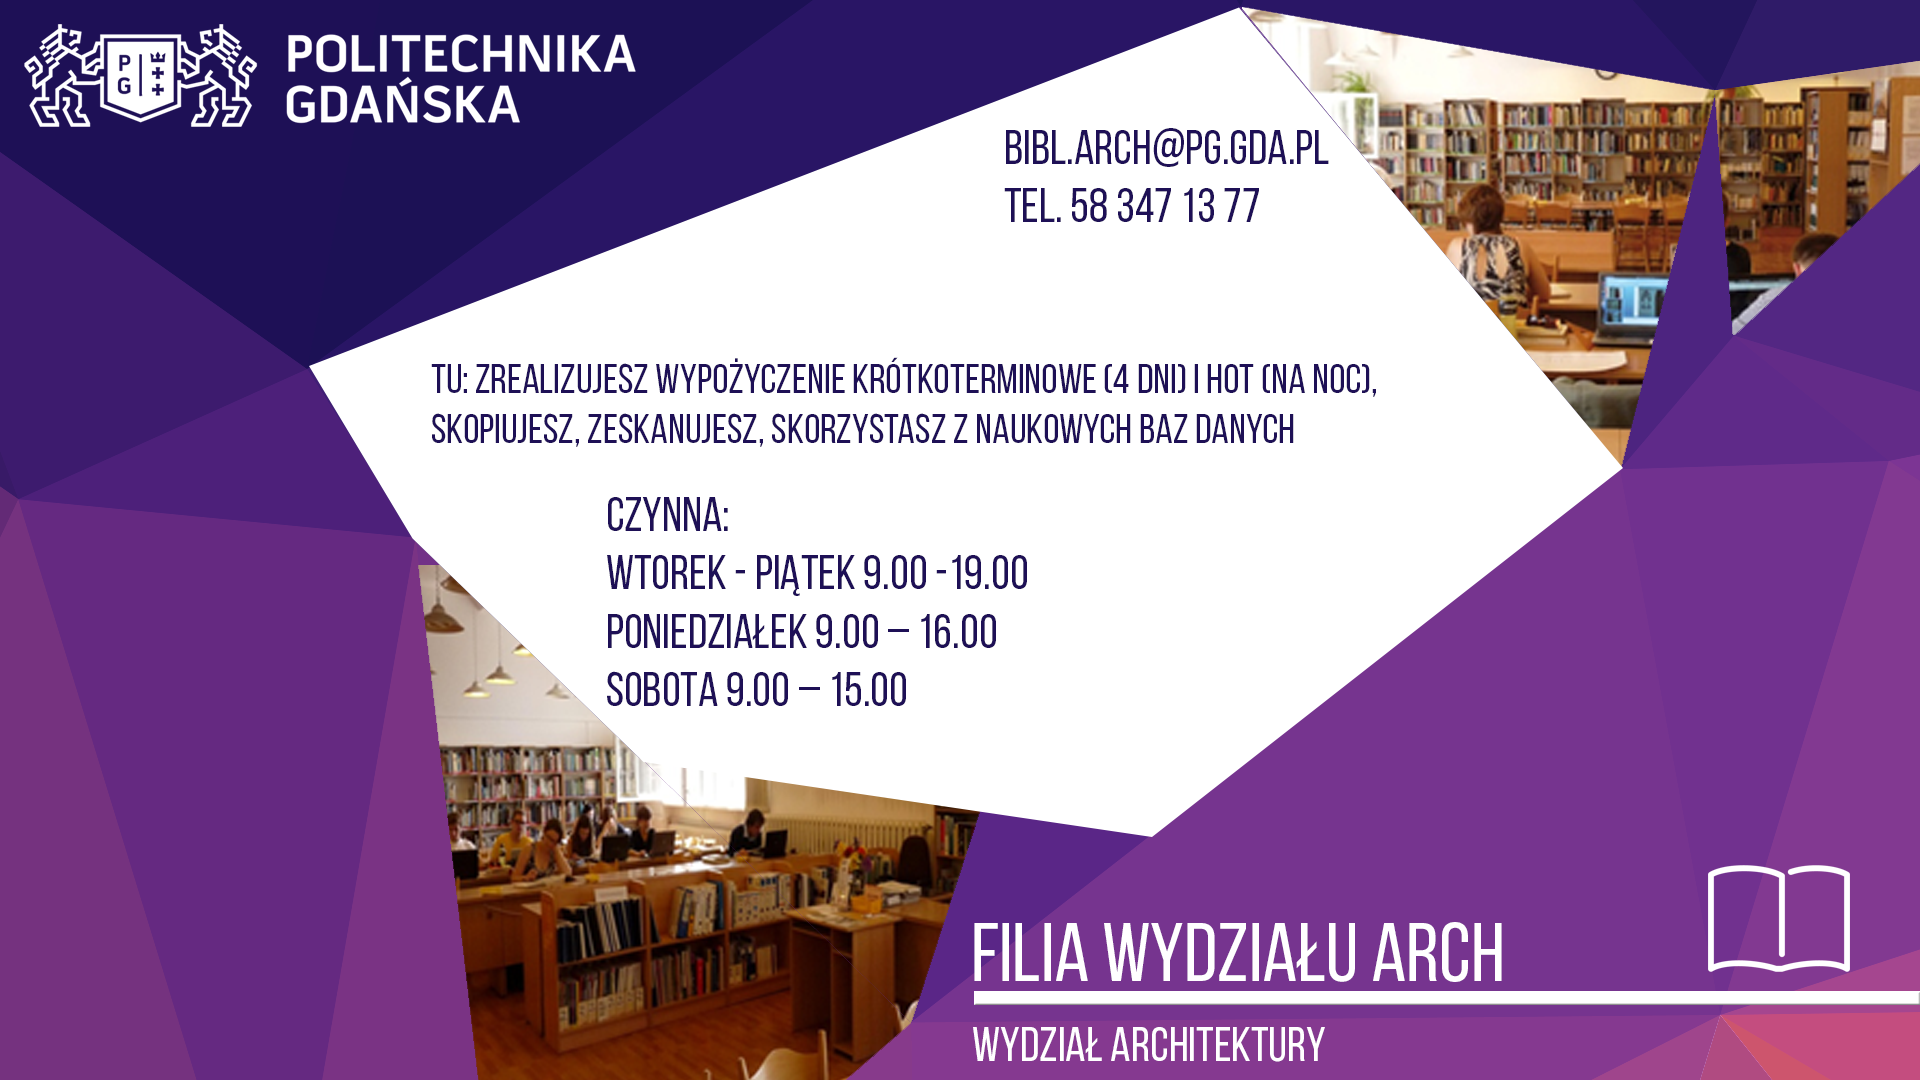 P G
POLITECHNIKA
GDAŃSKA
BIBL.ARCH@PG.GDA.PL
TEL. 58 347 13 77
TU: ZREALIZUJESZ WYPOŻYCZENIE KRÓTKOTERMINOWE (4 DNI) I HOT (NA NOC),
SKOPIUJESZ, ZESKANUJESZ, SKORZYSTASZ Z NAUKOWYCH BAZ DANYCH
CZYNNA:
WTOREK - PIĄTEK 9.00 -19.00
PONIEDZIAŁEK 9.00 – 16.00
SOBOTA 9.00 – 15.00
FILIA WYDZIAŁU ARCH
WYDZIAŁ ARCHITEKTURY